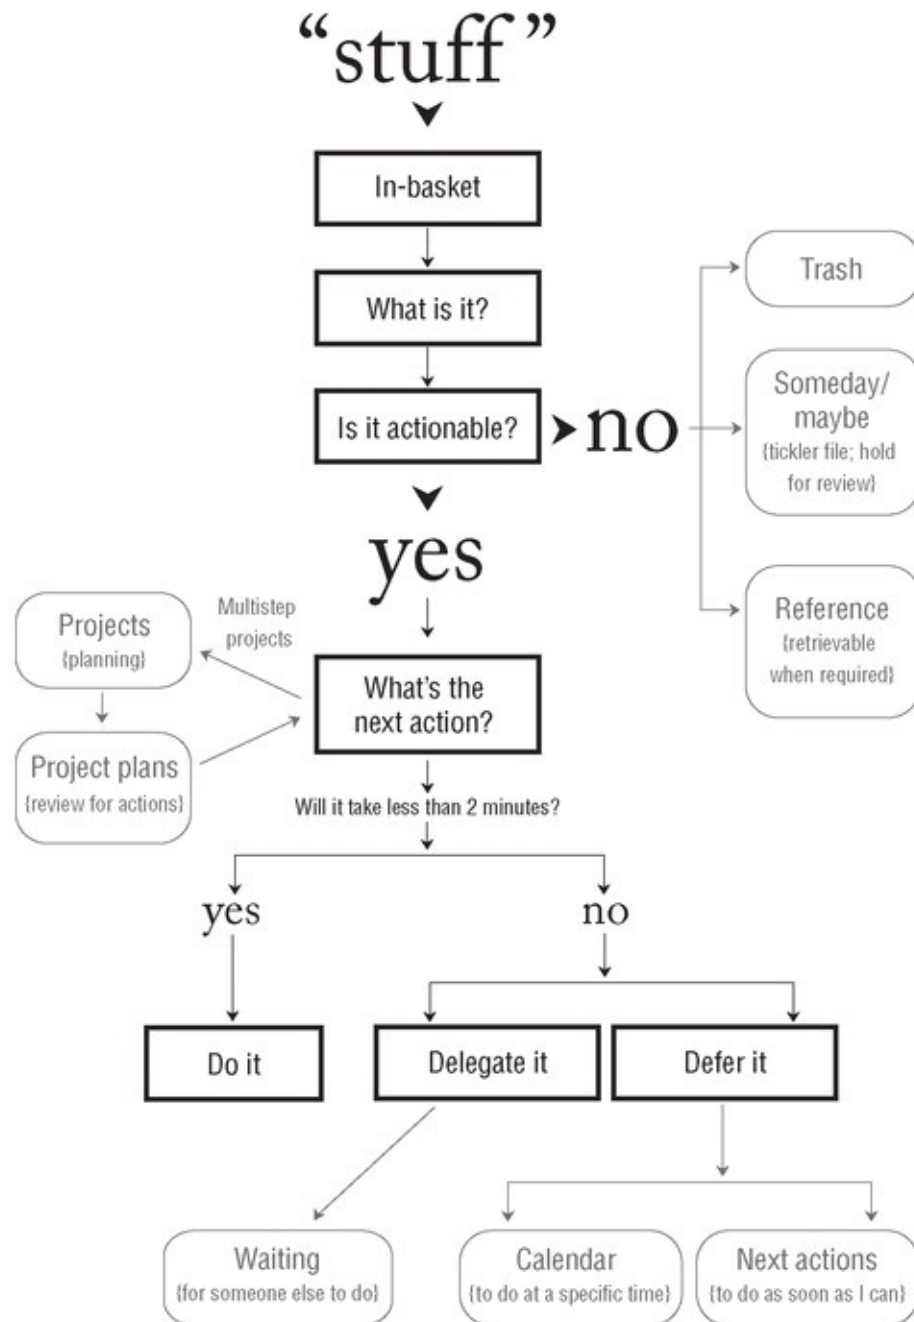 “stuff”
In-basket
What is it?
Is it actionable?
no
Trash
Someday/
maybe
{tickler file; hold
for review}
Reference
{retrievable
when required}
yes
Multistep
projects
Projects
{planning}
Project plans
{review for actions}
What's the
next action?
Will it take less than 2 minutes?
yes
no
Do it
Delegate it
Defer it
Waiting
{for someone else to do}
Calendar
{to do at a specific time}
Next actions
{to do as soon as I can}